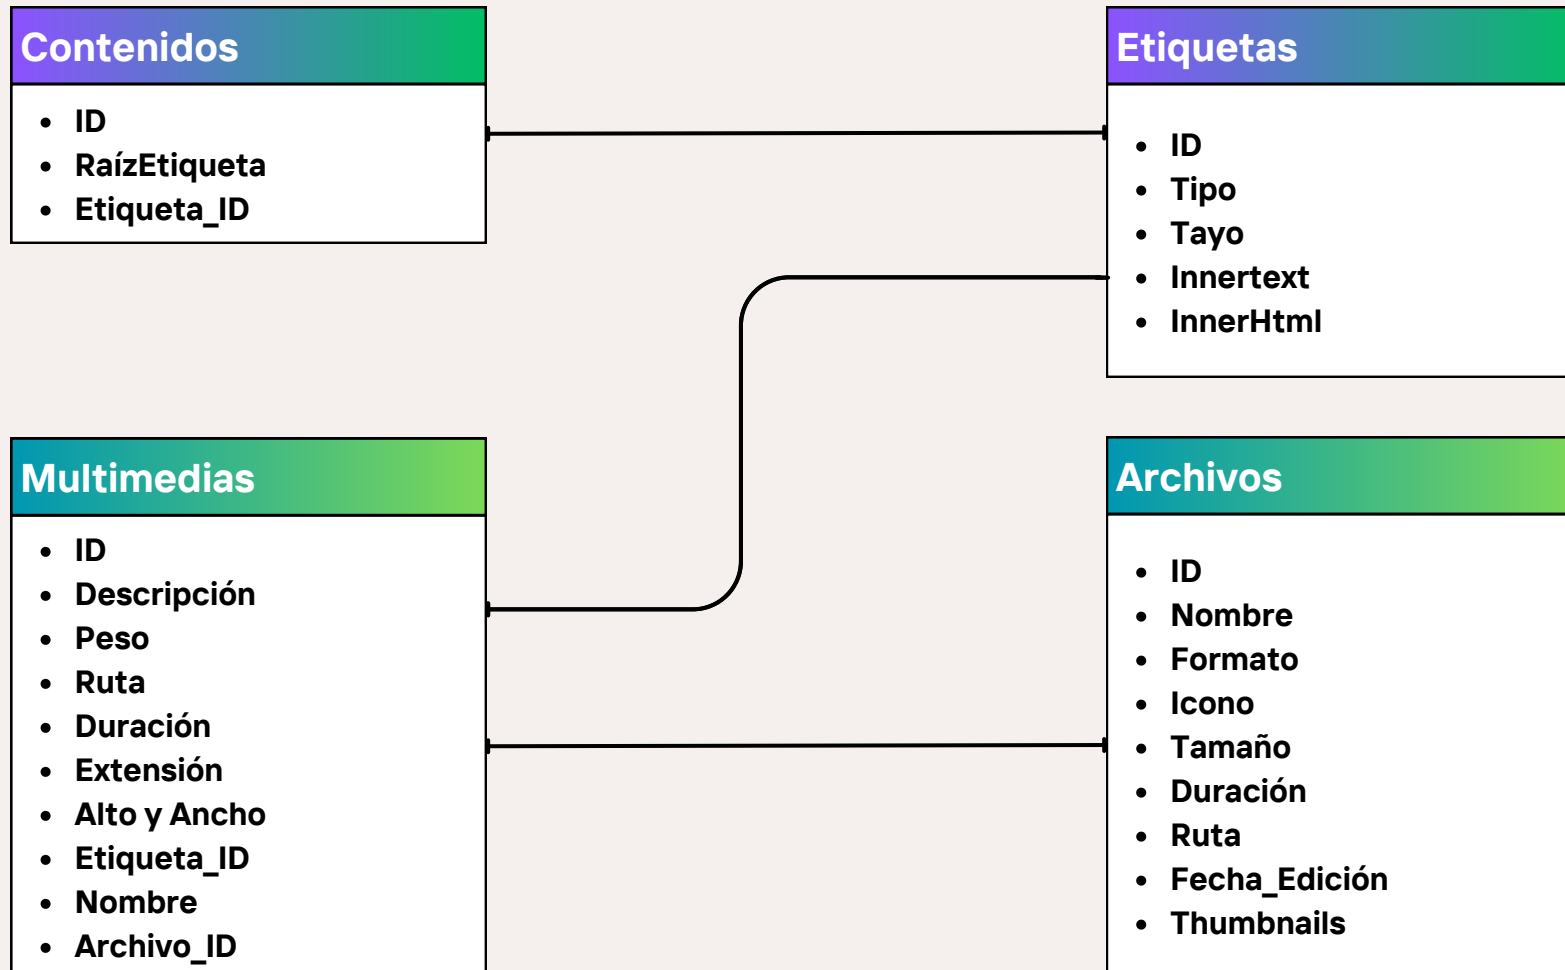 Contenidos
ID
RaízEtiqueta
Etiqueta_ID
Etiquetas
ID
Tipo
Tayo
Innertext
InnerHtml
Multimedias
ID
Descripción
Peso
Ruta
Duración
Extensión
Alto y Ancho
Etiqueta_ID
Nombre
Archivo_ID
Archivos
ID
Nombre
Formato
Icono
Tamaño
Duración
Ruta
Fecha_Edición
Thumbnails